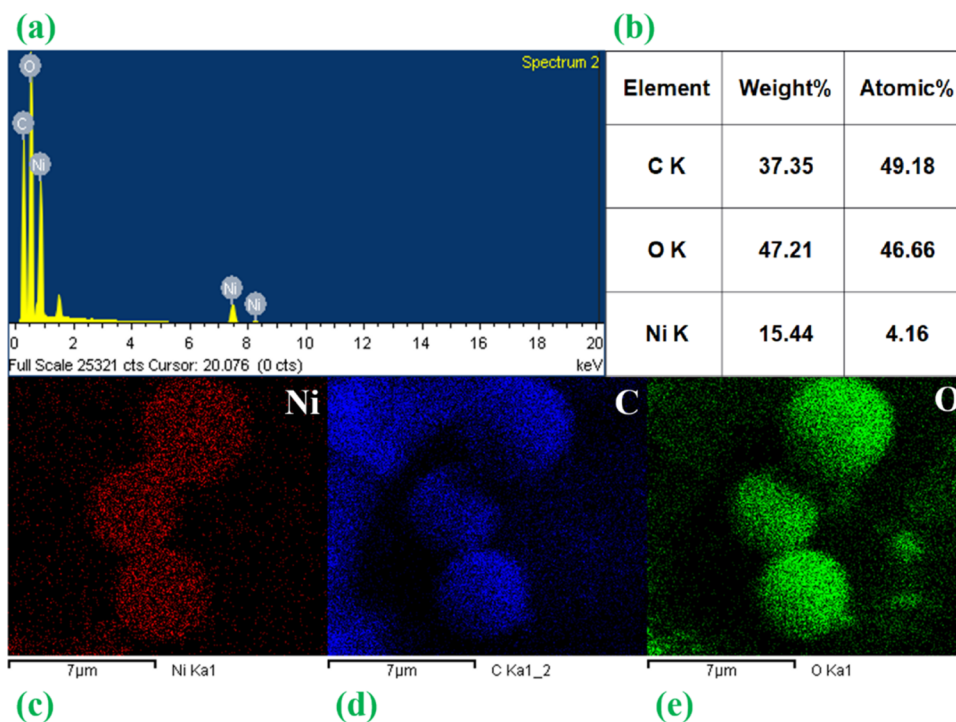 (a)
(b)
Spectrum 2
O
C
Ni
Ni
Ni
0 2 4 6 8 10 12 14 16 18 20
Full Scale 25321 cts Cursor: 20.076 (0 cts) keV
Element Weight% Atomic%
C K 37.35 49.18
O K 47.21 46.66
Ni K 15.44 4.16
Ni
C
O
7µm Ni Ka1
7µm C Ka1_2
7µm O Ka1
(c)
(d)
(e)